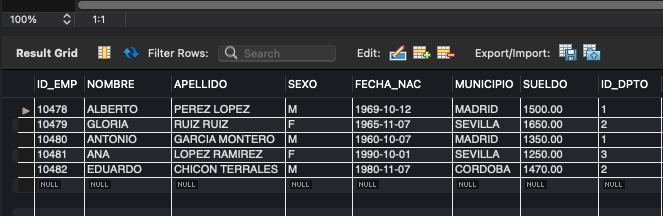 100% 1:1
Result Grid Filter Rows: Search Edit: Export/Import:
ID_EMP NOMBRE APELLIDO SEXO FECHA_NAC MUNICIPIO SUELDO ID_DPTO
10478 ALBERTO PEREZ LOPEZ M 1969-10-12 MADRID 1500.00 1
10479 GLORIA RUIZ RUIZ F 1965-11-07 SEVILLA 1650.00 2
10480 ANTONIO GARCIA MONTERO M 1960-10-07 MADRID 1350.00 1
10481 ANA LOPEZ RAMIREZ F 1990-10-01 SEVILLA 1250.00 3
10482 EDUARDO CHICON TERRALES M 1980-11-07 CORDOBA 1470.00 2
NULL NULL NULL NULL NULL NULL NULL NULL